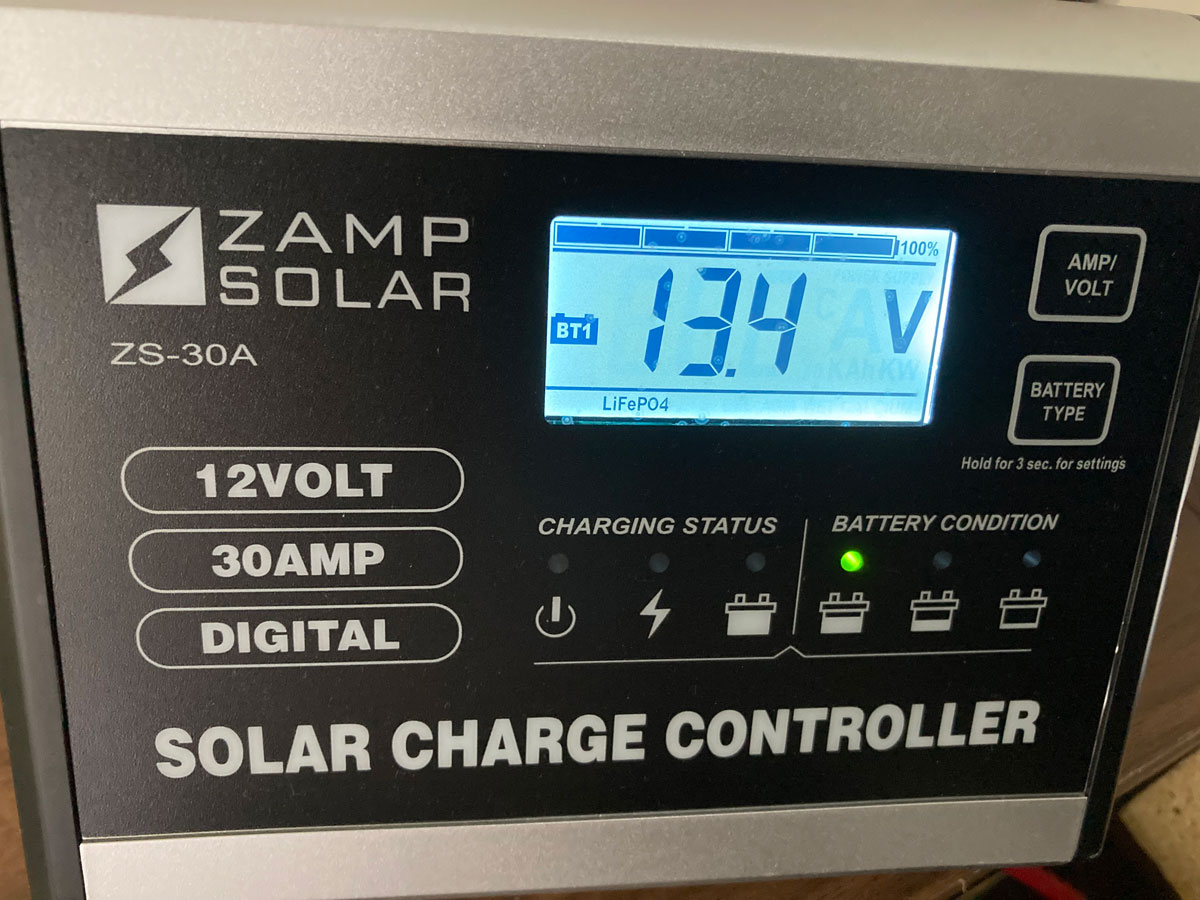 ZAMP
SOLAR
ZS-30A
100%
BT1
13.4 V
LiFePO4
AMP/
VOLT
BATTERY
TYPE
Hold for 3 sec. for settings
12VOLT
30AMP
DIGITAL
CHARGING STATUS
BATTERY CONDITION
SOLAR CHARGE CONTROLLER